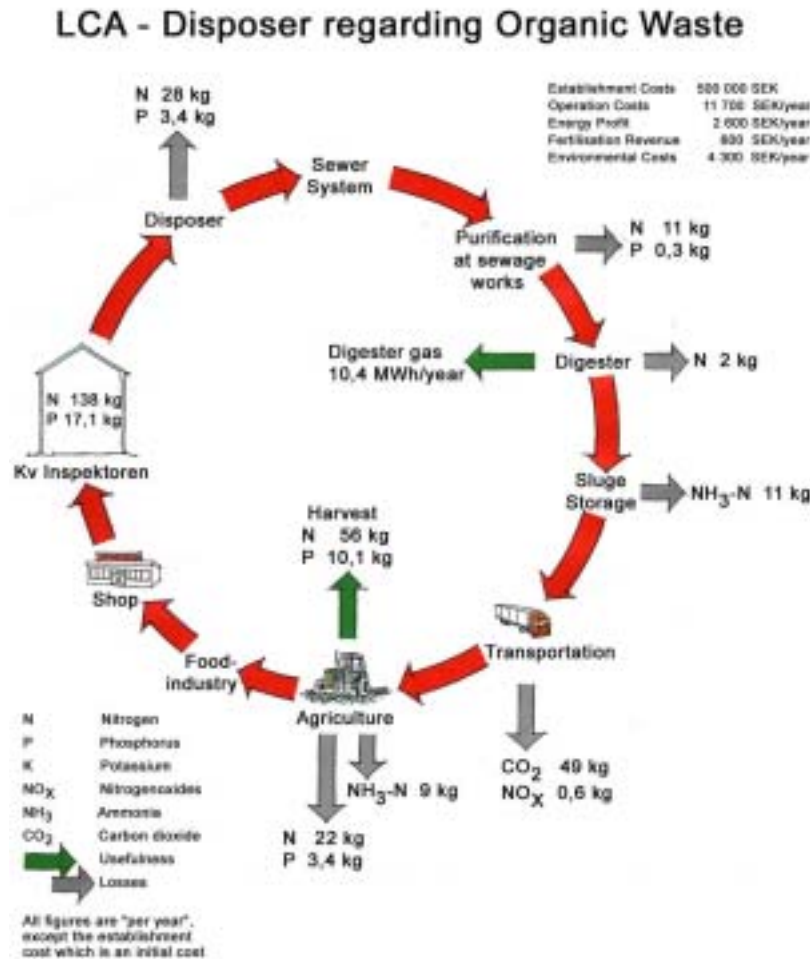 LCA - Disposer regarding Organic Waste
Establishment Costs 500 000 SEK
Operation Costs 11 700 SEK/year
Energy Profit 2 600 SEK/year
Fertilisation Revenue 600 SEK/year
Environmental Costs 4 300 SEK/year
N 28 kg
P 3,4 kg
Disposer
Sewer
System
Purification
at sewage
works
N 11 kg
P 0,3 kg
Digester gas
10,4 MWh/year
Digester
N 2 kg
N 138 kg
P 17,1 kg
Kv Inspektoren
Sluge
Storage
NH3-N 11 kg
Harvest
N 56 kg
P 10,1 kg
Shop
Transportation
Food-
industry
Agriculture
CO2 49 kg
NOX 0,6 kg
NH3-N 9 kg
N 22 kg
P 3,4 kg
N Nitrogen
P Phosphorus
K Potassium
NOX Nitrogenoxides
NH3 Ammonia
CO2 Carbon dioxide
Usefulness
Losses
All figures are "per year",
except the establishment
cost which is an initial cost